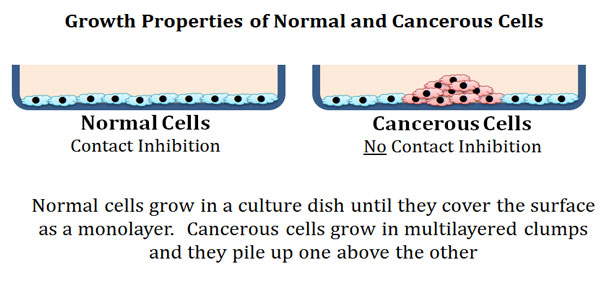 Growth Properties of Normal and Cancerous Cells
Normal Cells
Contact Inhibition
Cancerous Cells
No Contact Inhibition
Normal cells grow in a culture dish until they cover the surface
as a monolayer. Cancerous cells grow in multilayered clumps
and they pile up one above the other